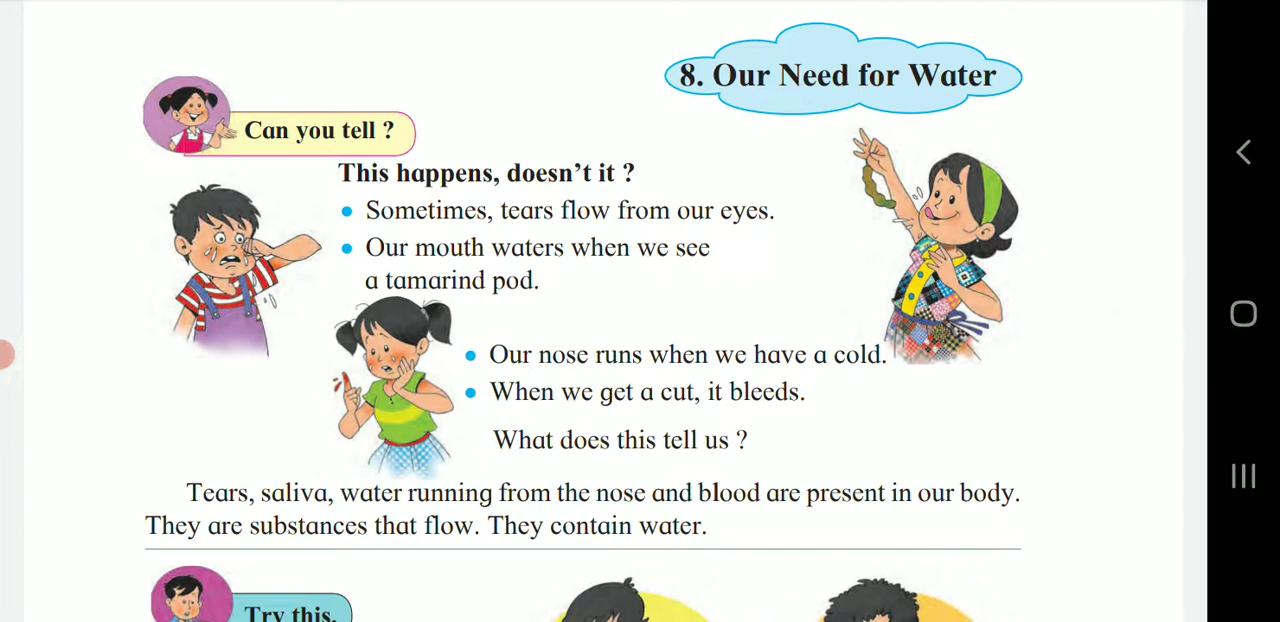 8. Our Need for Water
Can you tell ?
This happens, doesn't it ?
• Sometimes, tears flow from our eyes.
• Our mouth waters when we see
a tamarind pod.
• Our nose runs when we have a cold.
• When we get a cut, it bleeds.
What does this tell us ?
Tears, saliva, water running from the nose and blood are present in our body.
They are substances that flow. They contain water.
Try this.